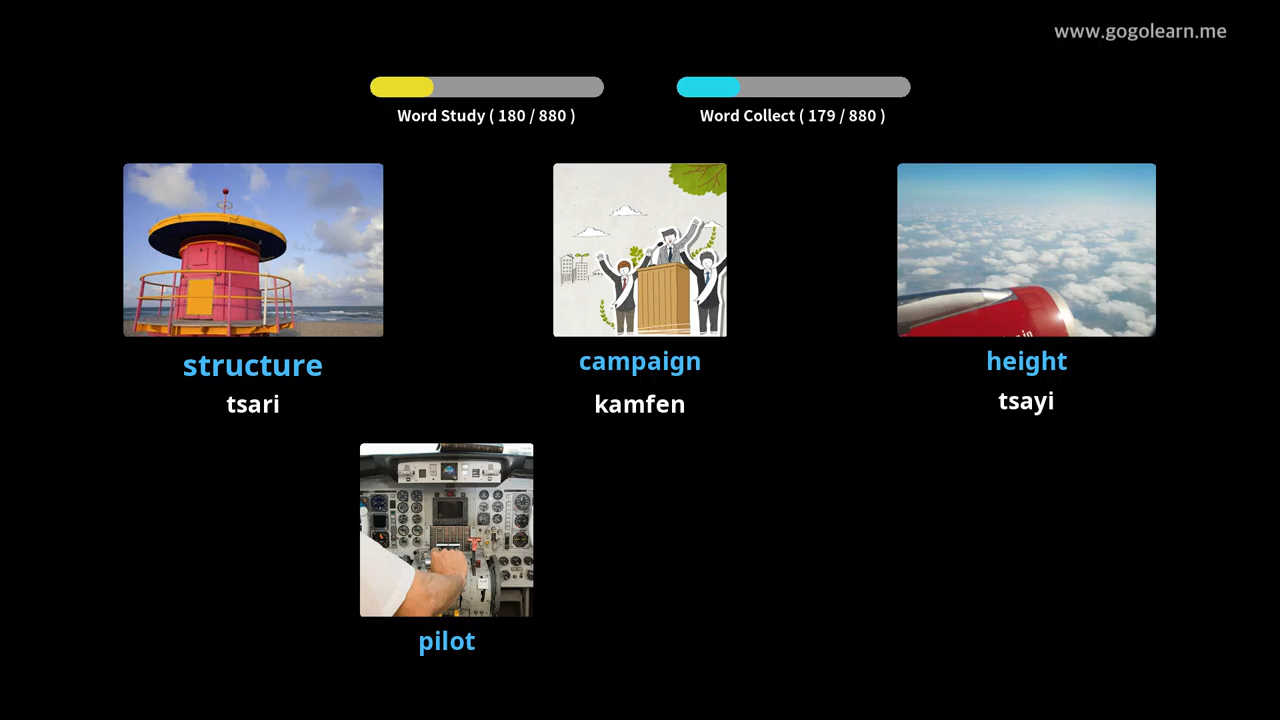 www.gogolearn.me
Word Study ( 180 / 880 )
Word Collect ( 179 / 880 )
structure
tsari
campaign
kamfen
height
tsayi
pilot